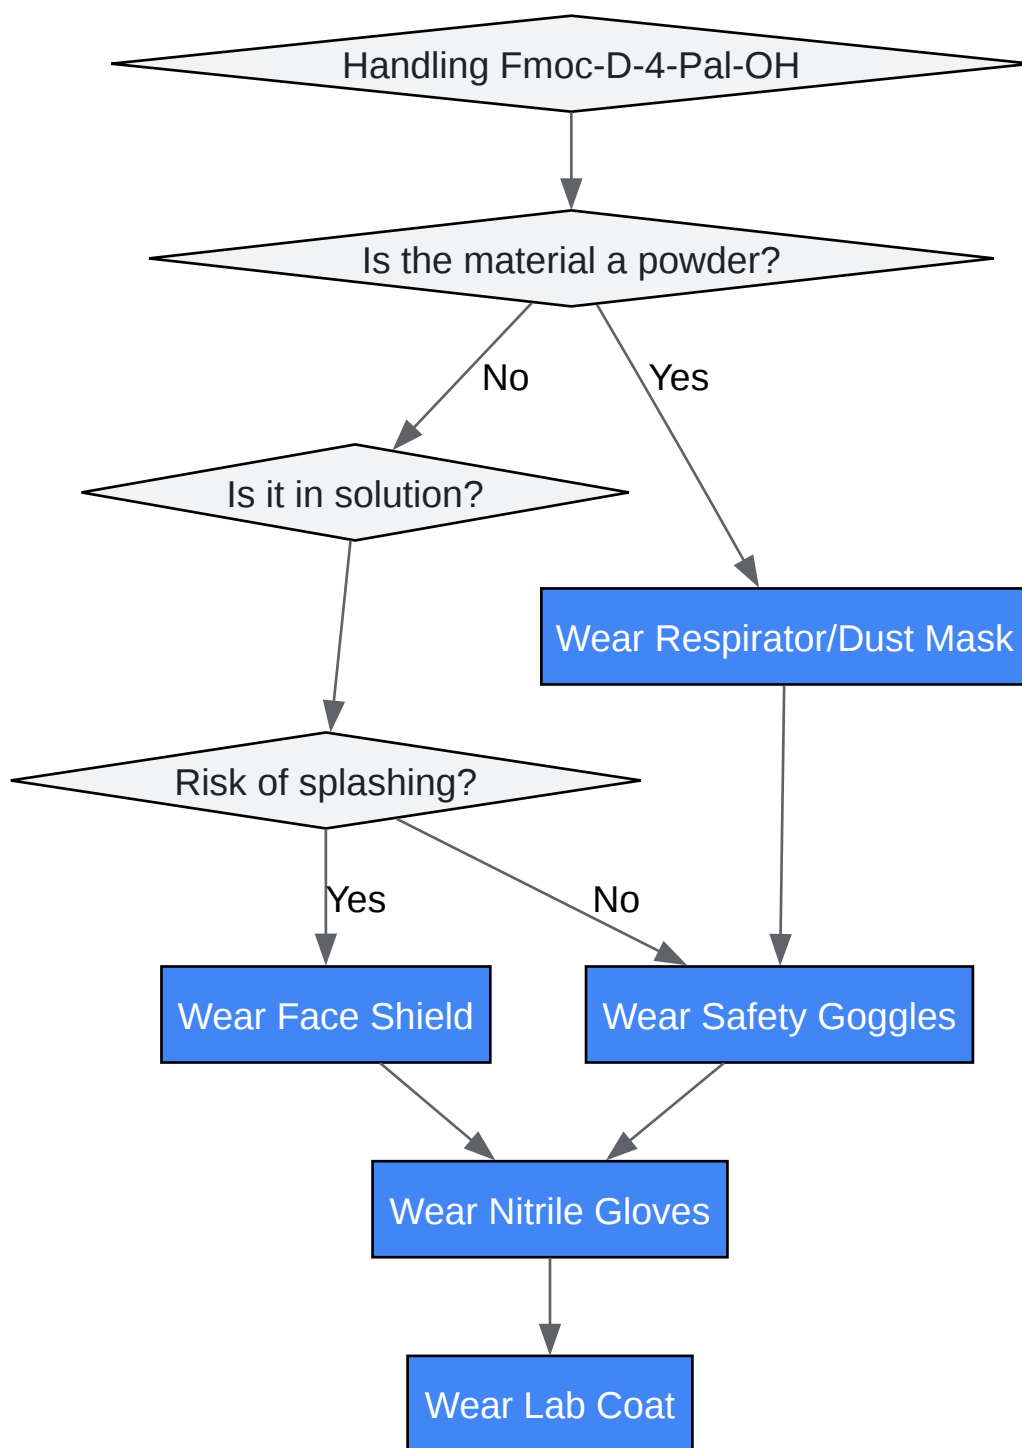 Handling Fmoc-D-4-Pal-OH
Is the material a powder?
No
Yes
Is it in solution?
Wear Respirator/Dust Mask
Risk of splashing?
Yes
No
Wear Face Shield
Wear Safety Goggles
Wear Nitrile Gloves
Wear Lab Coat